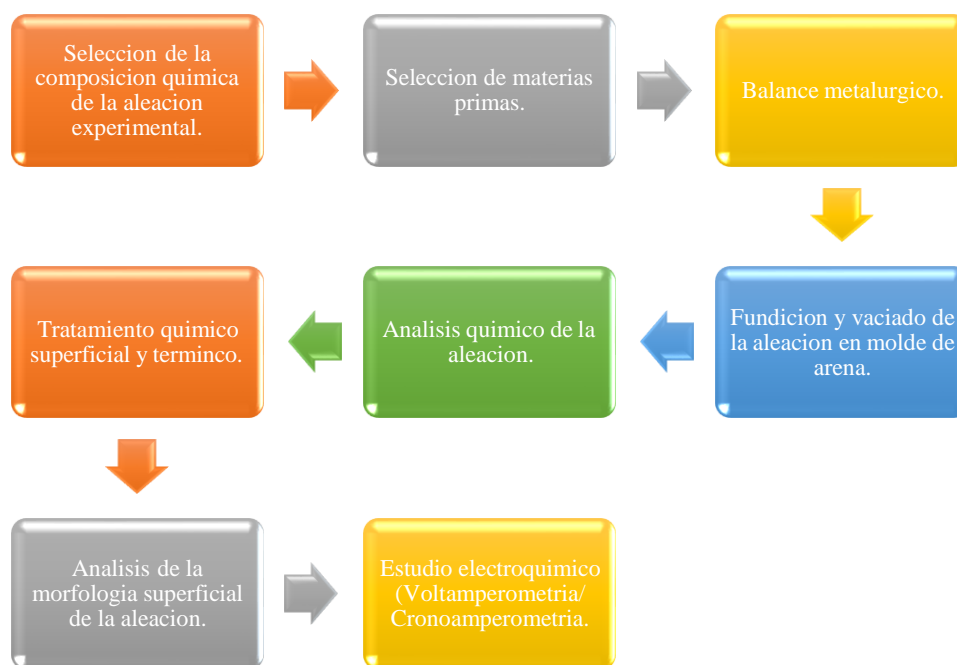 Seleccion de la
composicion quimica
de la aleacion
experimental.
Seleccion de materias
primas.
Balance metalurgico.
Fundicion y vaciado de
la aleacion en molde de
arena.
Analisis quimico de la
aleacion.
Tratamiento quimico
superficial y terminco.
Analisis de la
morfologia superficial
de la aleacion.
Estudio electroquimico
(Voltamperometria/
Cronoamperometria.